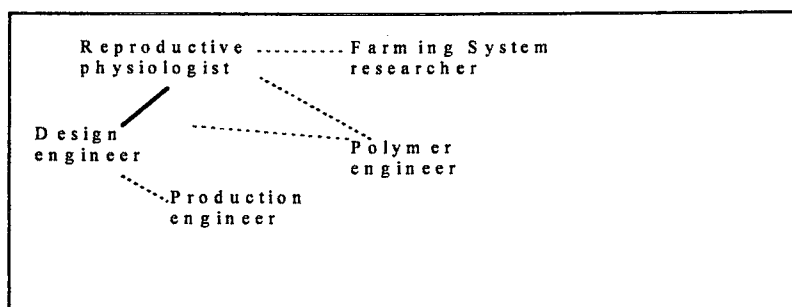 Reproductive
physiologist
Farming System
researcher
Design
engineer
Polymer
engineer
Production
engineer